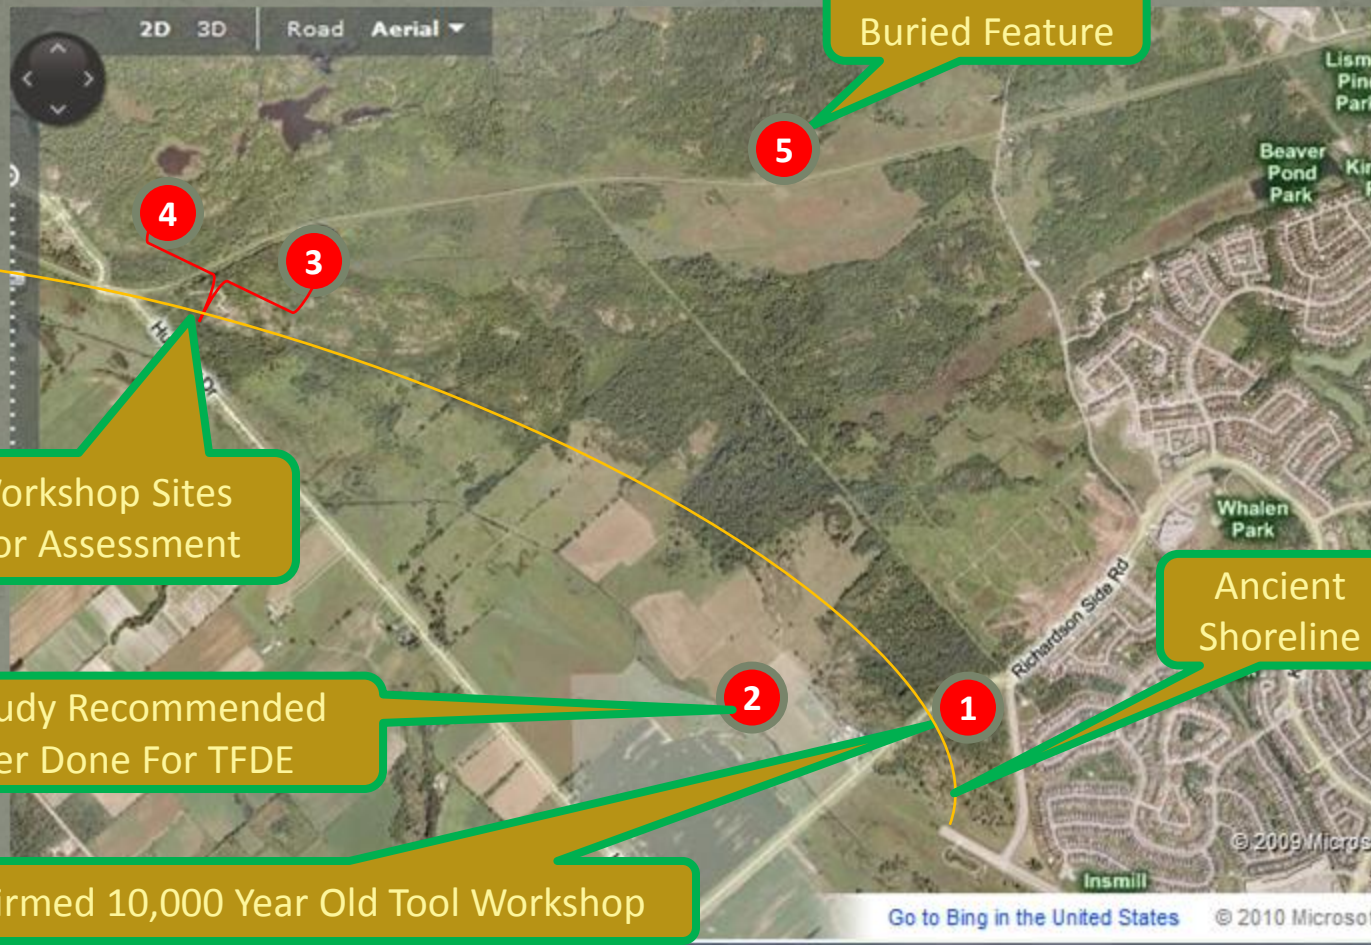 2D 3D Road Aerial
Buried Feature
Lism
Pin
Par
Beaver
Pond
Park
Kin
5
4
3
Workshop Sites
or Assessment
Whalen
Park
Richardson Side Rd
Ancient
Shoreline
udy Recommended
er Done For TFDE
2
1
irmed 10,000 Year Old Tool Workshop
© 2009 Micros
Insmill
Go to Bing in the United States © 2010 Microsof